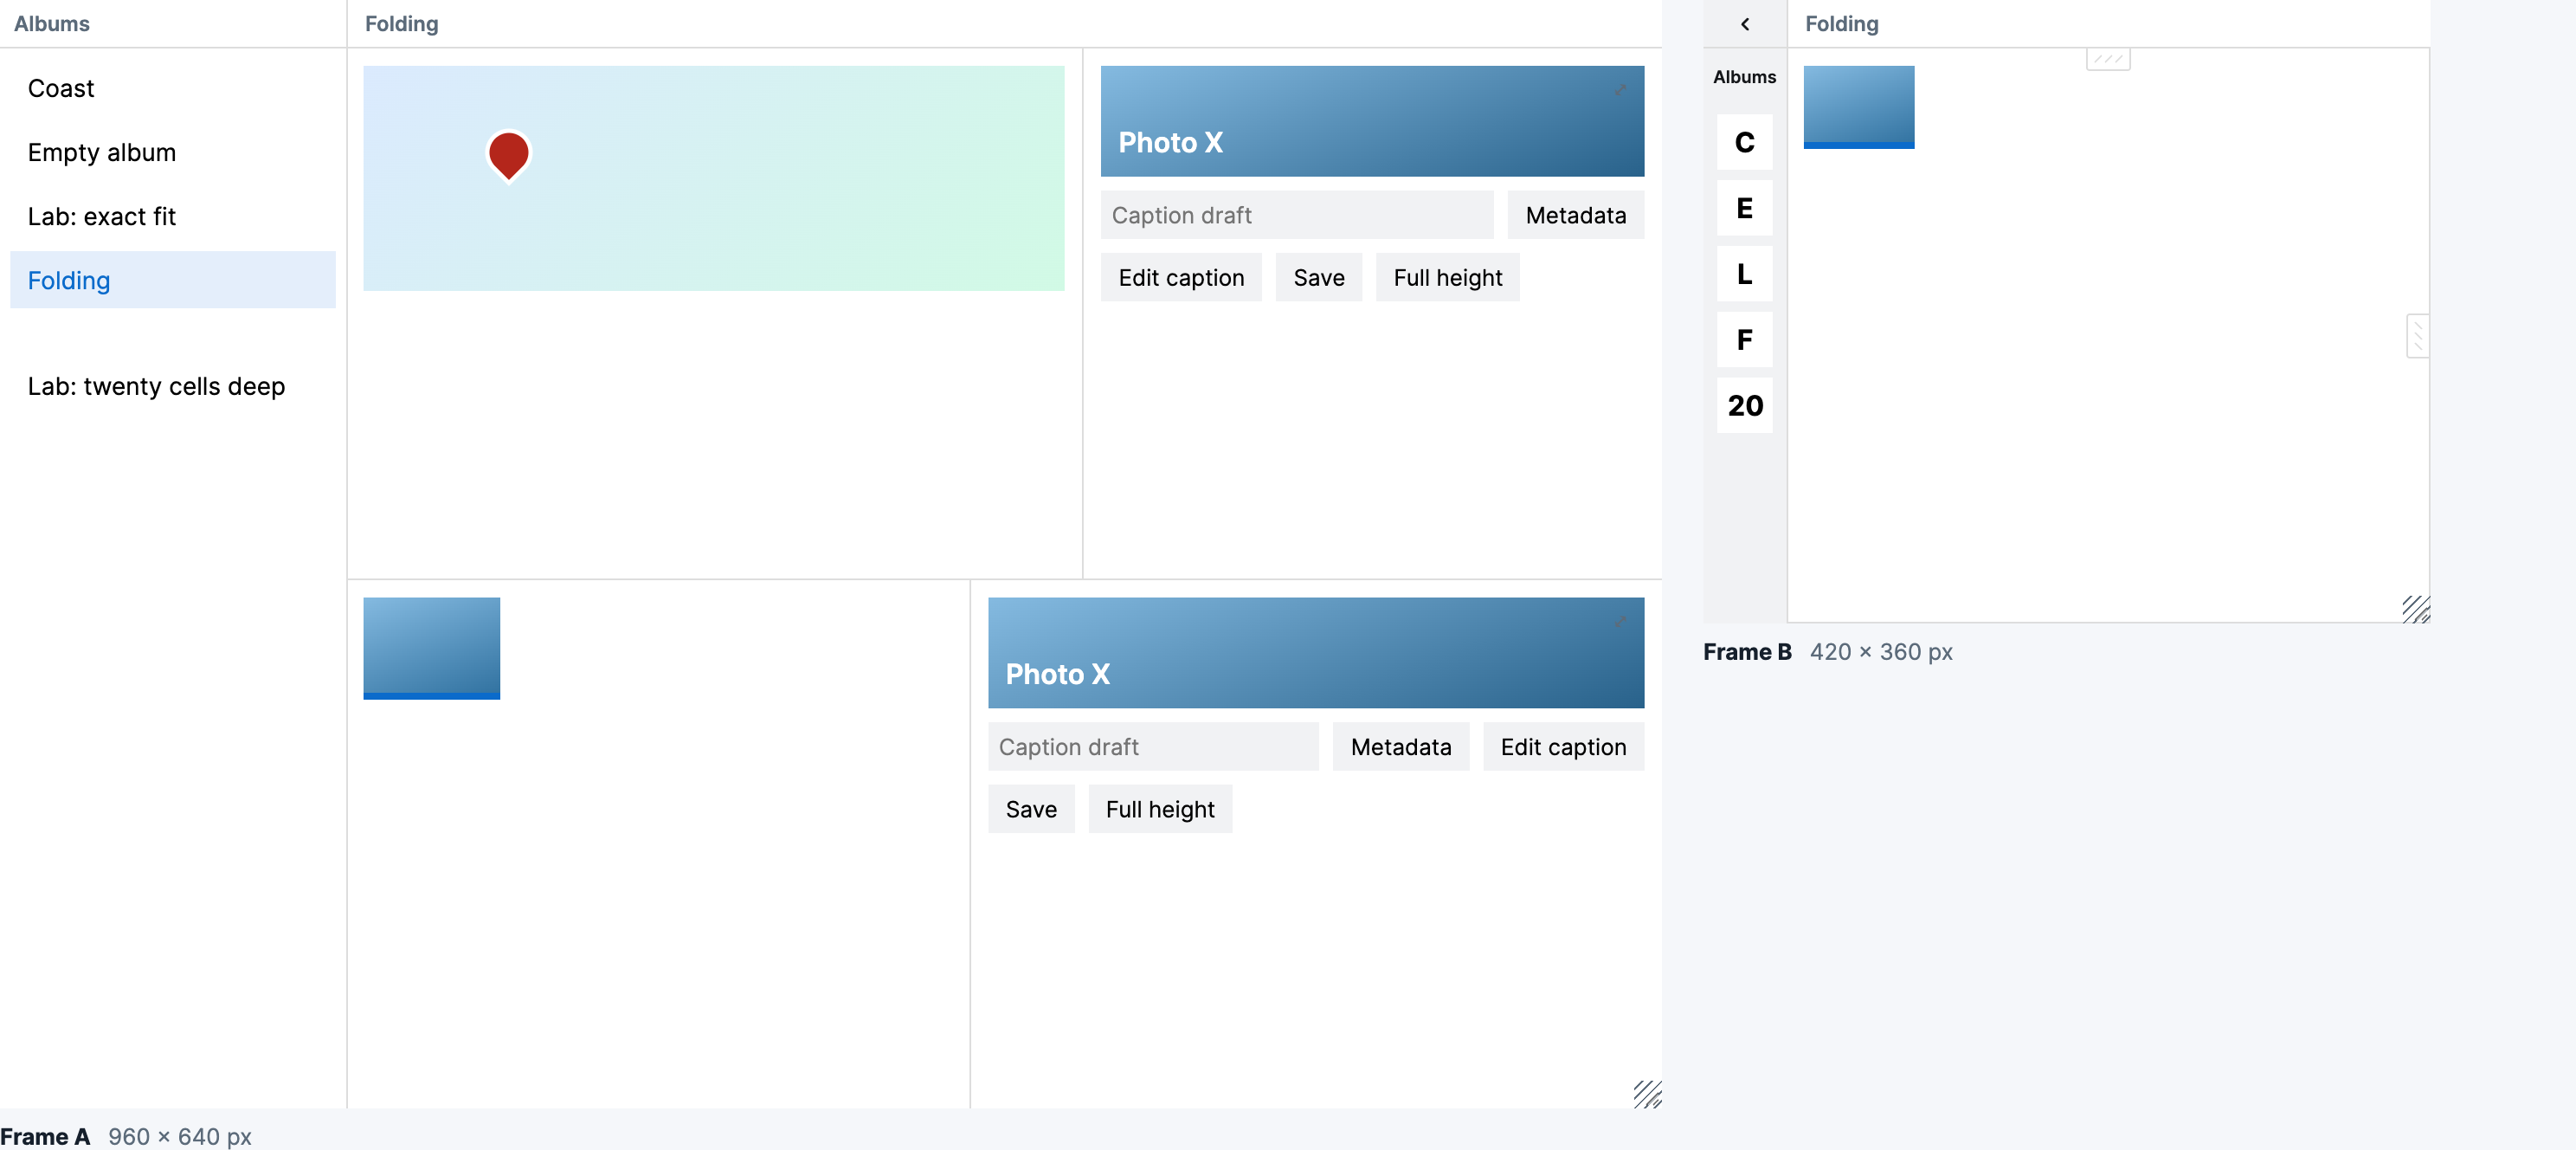 Albums
Folding
Coast
Empty album
Lab: exact fit
Folding
Lab: twenty cells deep
Photo X
Caption draft
Metadata
Edit caption
Save
Full height
Photo X
Caption draft
Metadata
Edit caption
Save
Full height
Frame A 960 × 640 px
Folding
Albums
C
E
L
F
20
Frame B 420 × 360 px